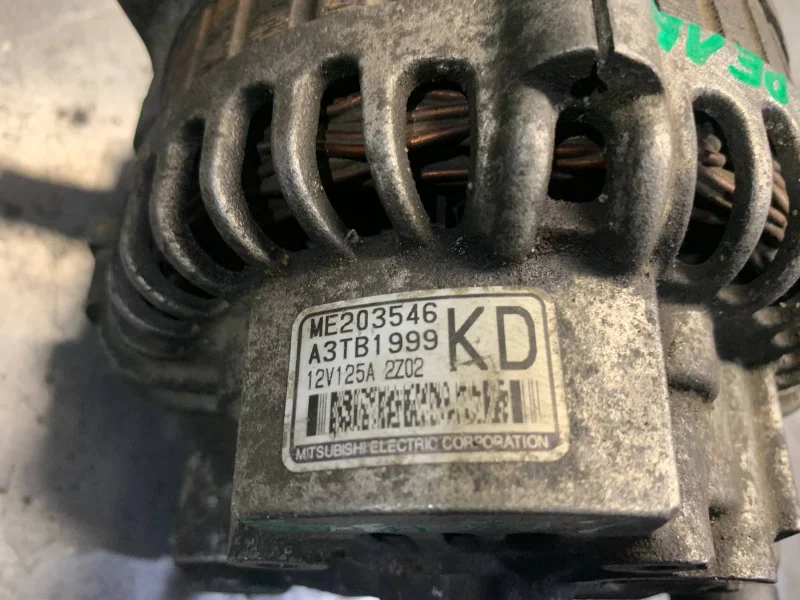 ME203546
A3TB1999
KD
12V125A 2Z02
MITSUBISHI ELECTRIC CORPORATION